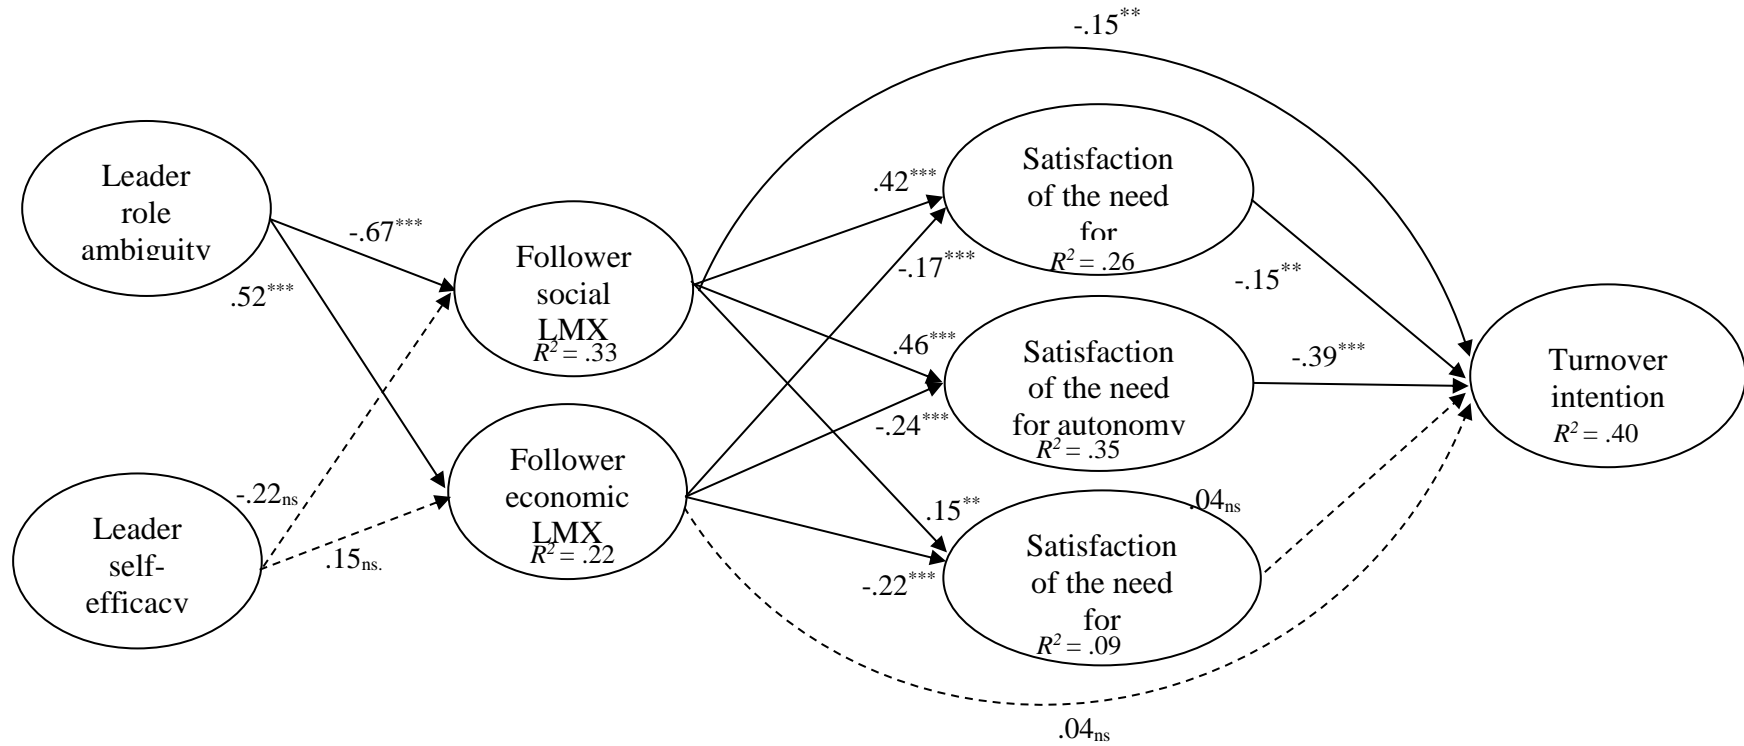 -.15**
Leader
role
ambiguity
-.67***
.52***
Leader
self-
efficacy
-.22ns
.15ns.
Follower
social
LMX
R² = .33
Follower
economic
LMX
R² = .22
.42***
-.17***
.46***
-.24***
.15**
-.22***
Satisfaction
of the need
for
R² = .26
Satisfaction
of the need
for autonomy
R² = .35
Satisfaction
of the need
for
R² = .09
-.15**
-.39***
.04ns
.04ns
Turnover
intention
R² = .40